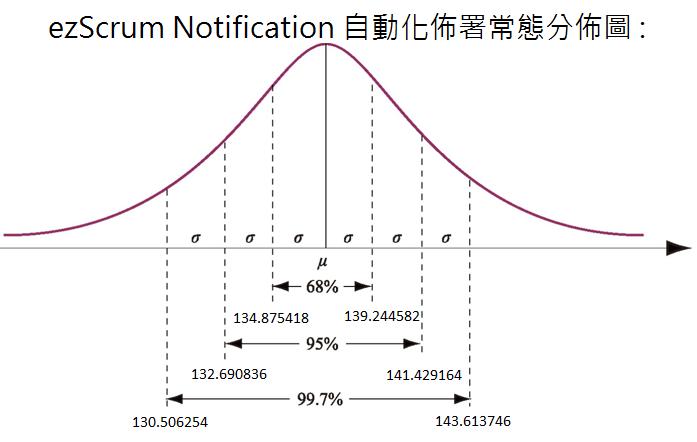 ezScrum Notification 自動化佈署常態分佈圖 :
σ σ σ σ σ σ
μ
68%
134.875418 139.244582
95%
132.690836 141.429164
99.7%
130.506254 143.613746